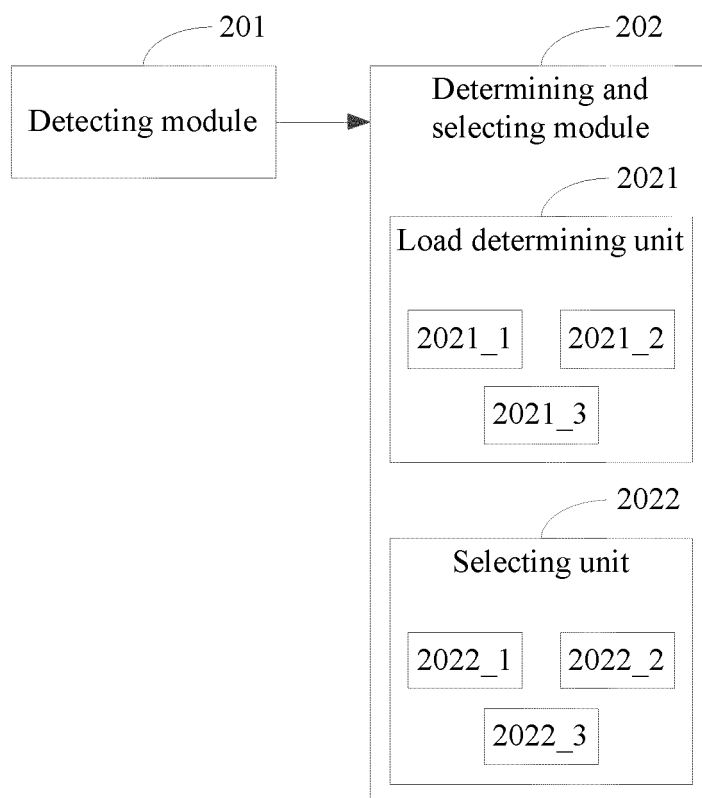 201
202
Detecting module
Determining and
selecting module
2021
Load determining unit
2021_1
2021_2
2021_3
2022
Selecting unit
2022_1
2022_2
2022_3